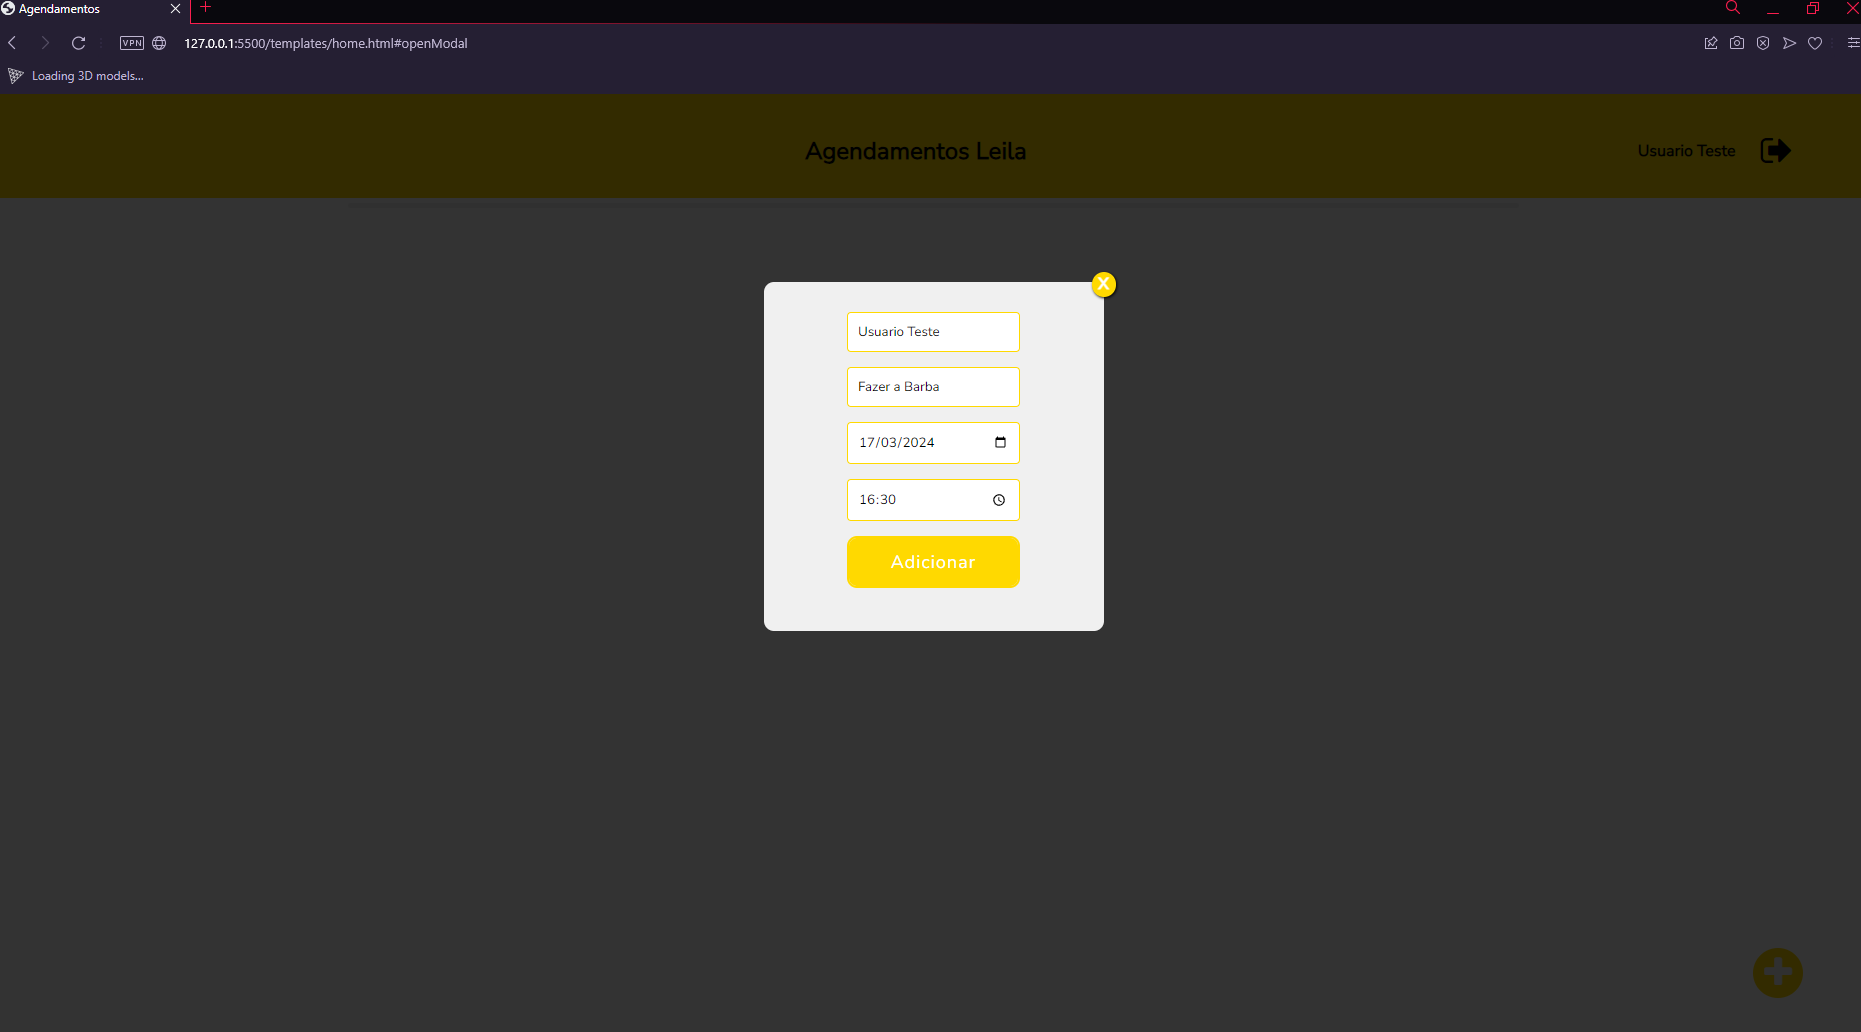 Agendamentos
VPN
127.0.0.1:5500/templates/home.html#openModal
Loading 3D models...
Agendamentos Leila
Usuario Teste
X
Usuario Teste
Fazer a Barba
17/03/2024
16:30
Adicionar